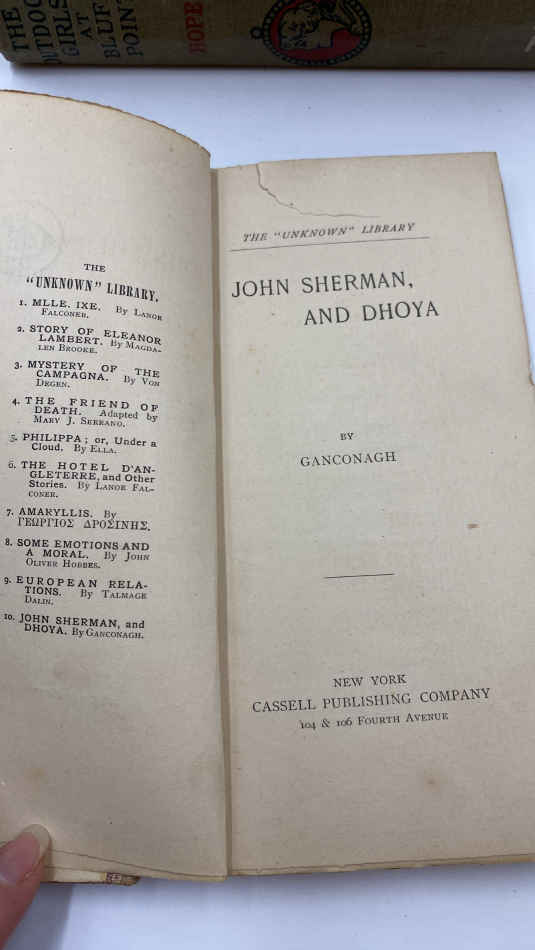 THE
OUTDOOR
GIRLS
AT
BLUFF
POINT
HOPE
THE
"UNKNOWN" LIBRARY.
1. MLLE. IXE. By LANOE
FALCONER.
2. STORY OF ELEANOR
LAMBERT. By MAGDA-
LEN BROOKE.
3. MYSTERY OF THE
CAMPAGNA. By VON
DEGEN.
4. THE FRIEND OF
DEATH. Adapted by
MARY J. SERRANO.
5. PHILIPPA; or, Under a
Cloud. By ELLA.
6. THE HOTEL D'AN-
GLETERRE, and Other
Stories. By LANOE FAL-
CONER.
7. AMARYLLIS. By
ΓΕΩΡΓΙΟΣ ΔΡΟΣΙΝΗΣ.
8. SOME EMOTIONS AND
A MORAL. By JOHN
OLIVER HOBBES.
9. EUROPEAN RELA-
TIONS. By TALMAGE
DALIN.
10. JOHN SHERMAN, and
DHOYA. By GANCONAGH.
THE "UNKNOWN" LIBRARY
JOHN SHERMAN,
AND DHOYA
BY
GANCONAGH
NEW YORK
CASSELL PUBLISHING COMPANY
104 & 106 FOURTH AVENUE